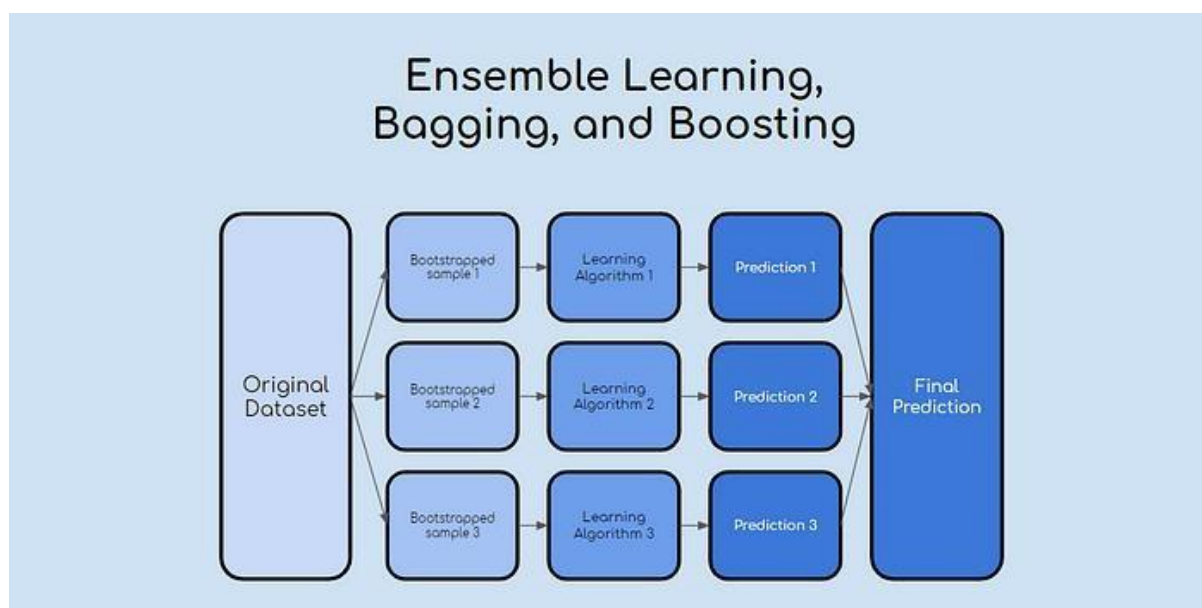 Ensemble Learning,
Bagging, and Boosting
Original
Dataset
Bootstrapped
sample 1
Learning
Algorithm 1
Prediction 1
Bootstrapped
sample 2
Learning
Algorithm 2
Prediction 2
Bootstrapped
sample 3
Learning
Algorithm 3
Prediction 3
Final
Prediction